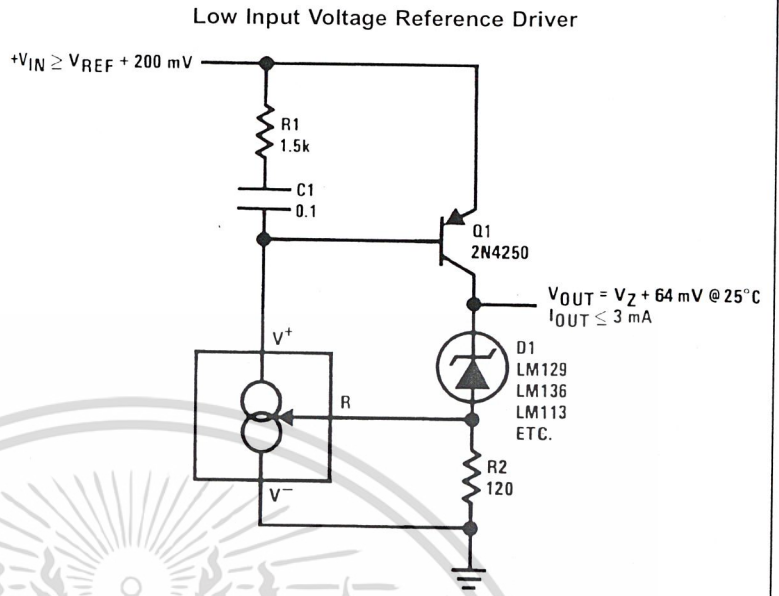 Low Input Voltage Reference Driver
+VIN ≥ VREF + 200 mV
R1
1.5k
C1
0.1
Q1
2N4250
VOUT = VZ + 64 mV @ 25°C
IOUT ≤ 3 mA
V+
D1
LM129
LM136
LM113
ETC.
R
R2
120
V−